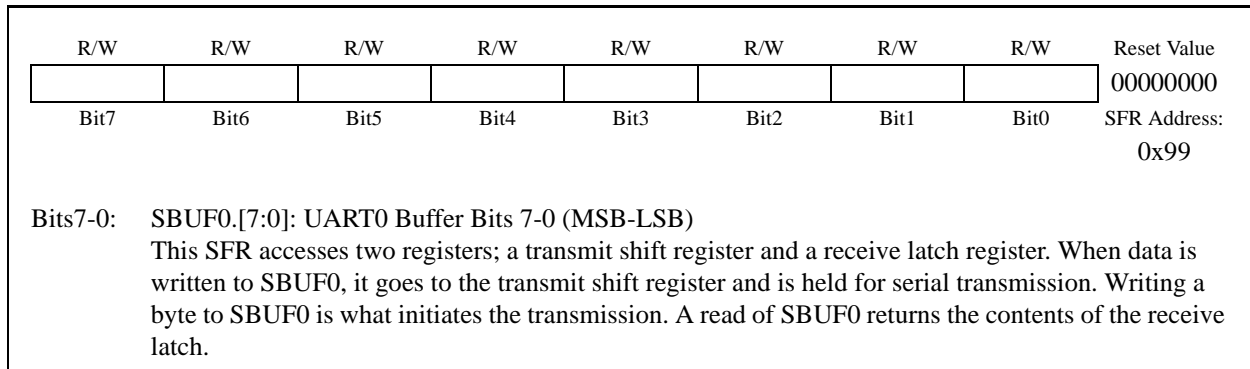 R/W R/W R/W R/W R/W R/W R/W R/W Reset Value
00000000
Bit7 Bit6 Bit5 Bit4 Bit3 Bit2 Bit1 Bit0 SFR Address:
0x99
Bits7-0: SBUF0.[7:0]: UART0 Buffer Bits 7-0 (MSB-LSB)
This SFR accesses two registers; a transmit shift register and a receive latch register. When data is
written to SBUF0, it goes to the transmit shift register and is held for serial transmission. Writing a
byte to SBUF0 is what initiates the transmission. A read of SBUF0 returns the contents of the receive
latch.